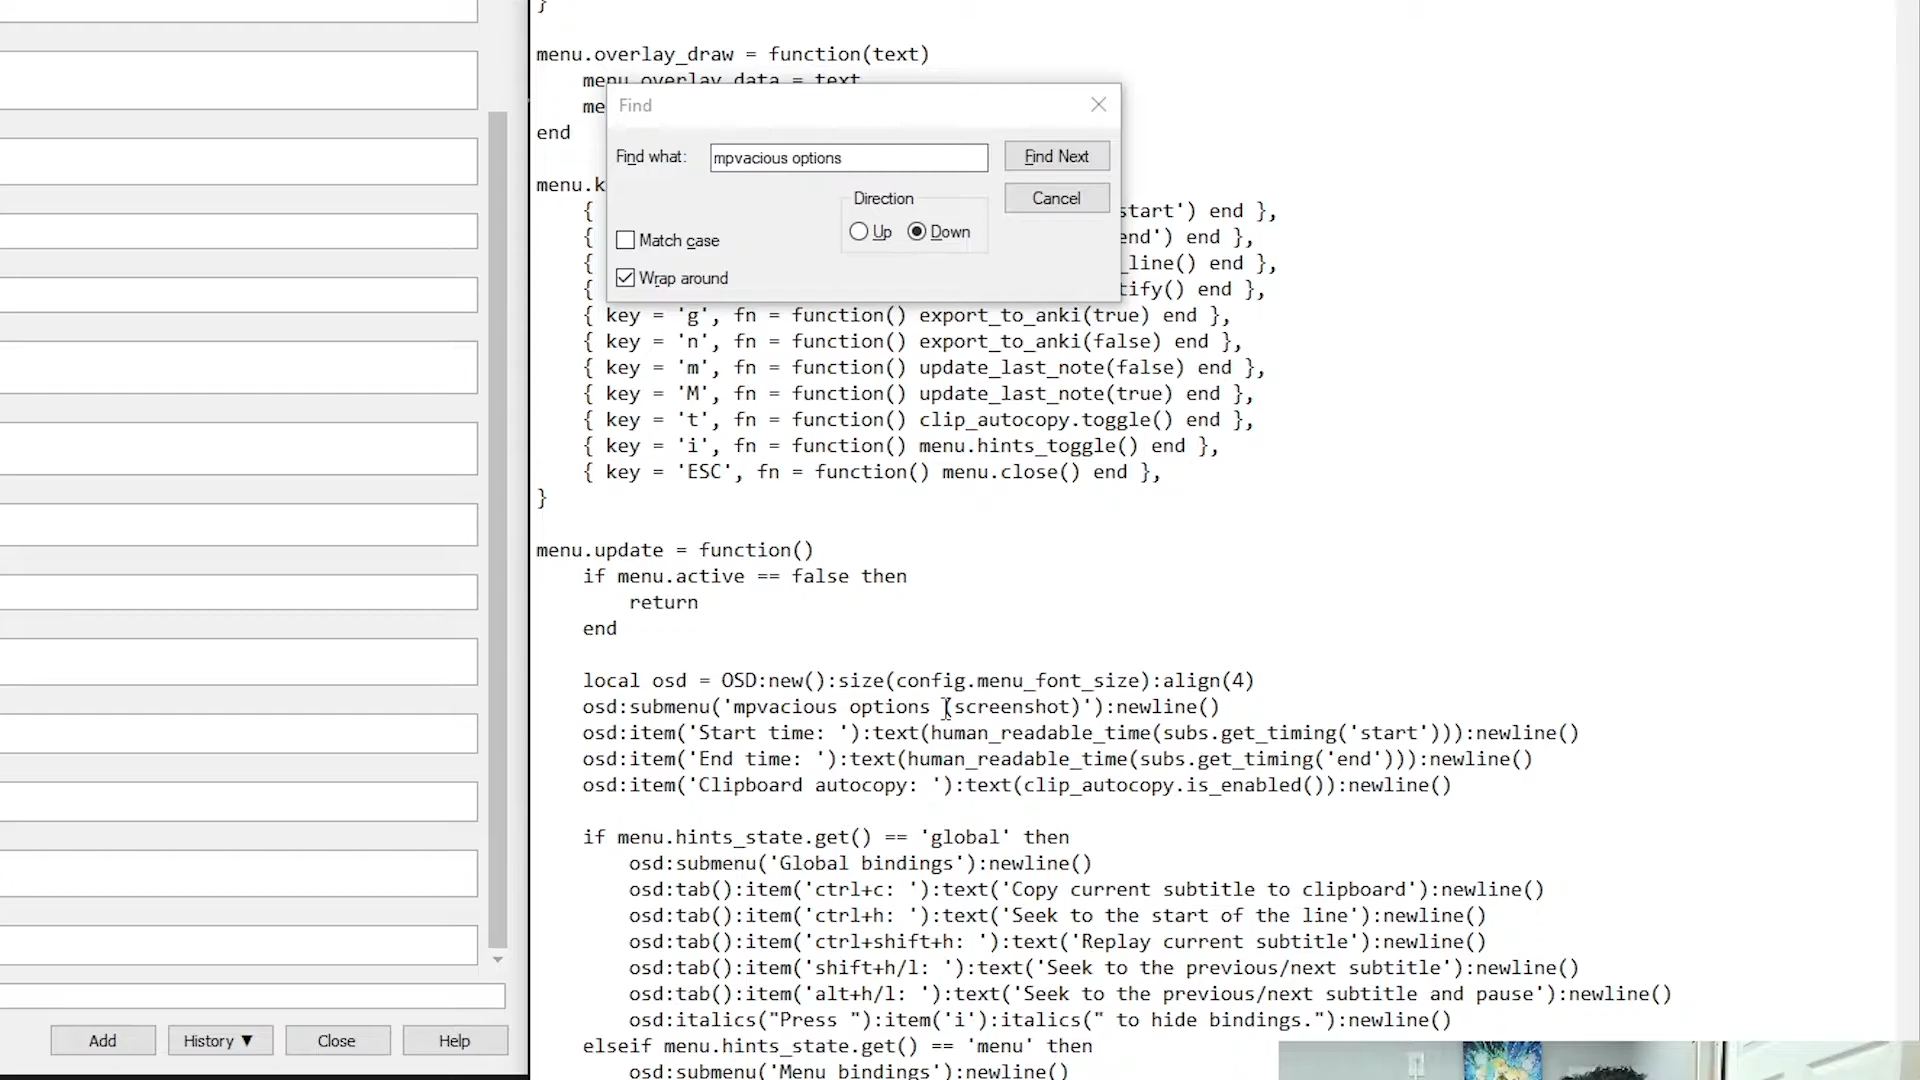 }
menu.overlay_draw = function(text)
menu overlay data = text
me
end
Find
Find what: mpvacious options
Find Next
Cancel
Direction
Up Down
Match case
Wrap around
menu.k
{ start') end },
{ end') end },
{ _line() end },
{ tify() end },
{ key = 'g', fn = function() export_to_anki(true) end },
{ key = 'n', fn = function() export_to_anki(false) end },
{ key = 'm', fn = function() update_last_note(false) end },
{ key = 'M', fn = function() update_last_note(true) end },
{ key = 't', fn = function() clip_autocopy.toggle() end },
{ key = 'i', fn = function() menu.hints_toggle() end },
{ key = 'ESC', fn = function() menu.close() end },
}
menu.update = function()
if menu.active == false then
return
end
local osd = OSD:new():size(config.menu_font_size):align(4)
osd:submenu('mpvacious options (screenshot)'):newline()
osd:item('Start time: '):text(human_readable_time(subs.get_timing('start'))):newline()
osd:item('End time: '):text(human_readable_time(subs.get_timing('end'))):newline()
osd:item('Clipboard autocopy: '):text(clip_autocopy.is_enabled()):newline()
if menu.hints_state.get() == 'global' then
osd:submenu('Global bindings'):newline()
osd:tab():item('ctrl+c: '):text('Copy current subtitle to clipboard'):newline()
osd:tab():item('ctrl+h: '):text('Seek to the start of the line'):newline()
osd:tab():item('ctrl+shift+h: '):text('Replay current subtitle'):newline()
osd:tab():item('shift+h/l: '):text('Seek to the previous/next subtitle'):newline()
osd:tab():item('alt+h/l: '):text('Seek to the previous/next subtitle and pause'):newline()
osd:italics("Press "):item('i'):italics(" to hide bindings."):newline()
elseif menu.hints_state.get() == 'menu' then
osd:submenu('Menu bindings'):newline()
Add
History ▼
Close
Help